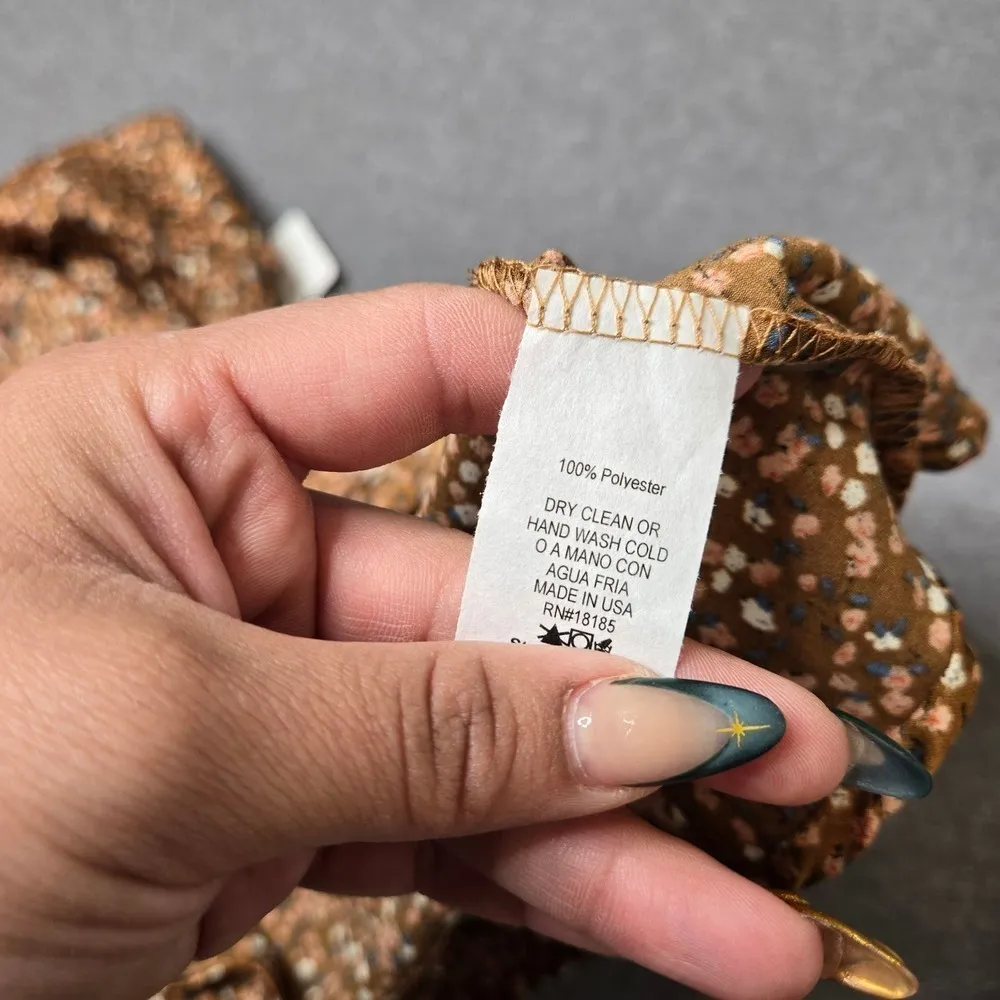 100% Polyester
DRY CLEAN OR
HAND WASH COLD
O A MANO CON
AGUA FRIA
MADE IN USA
RN#18185